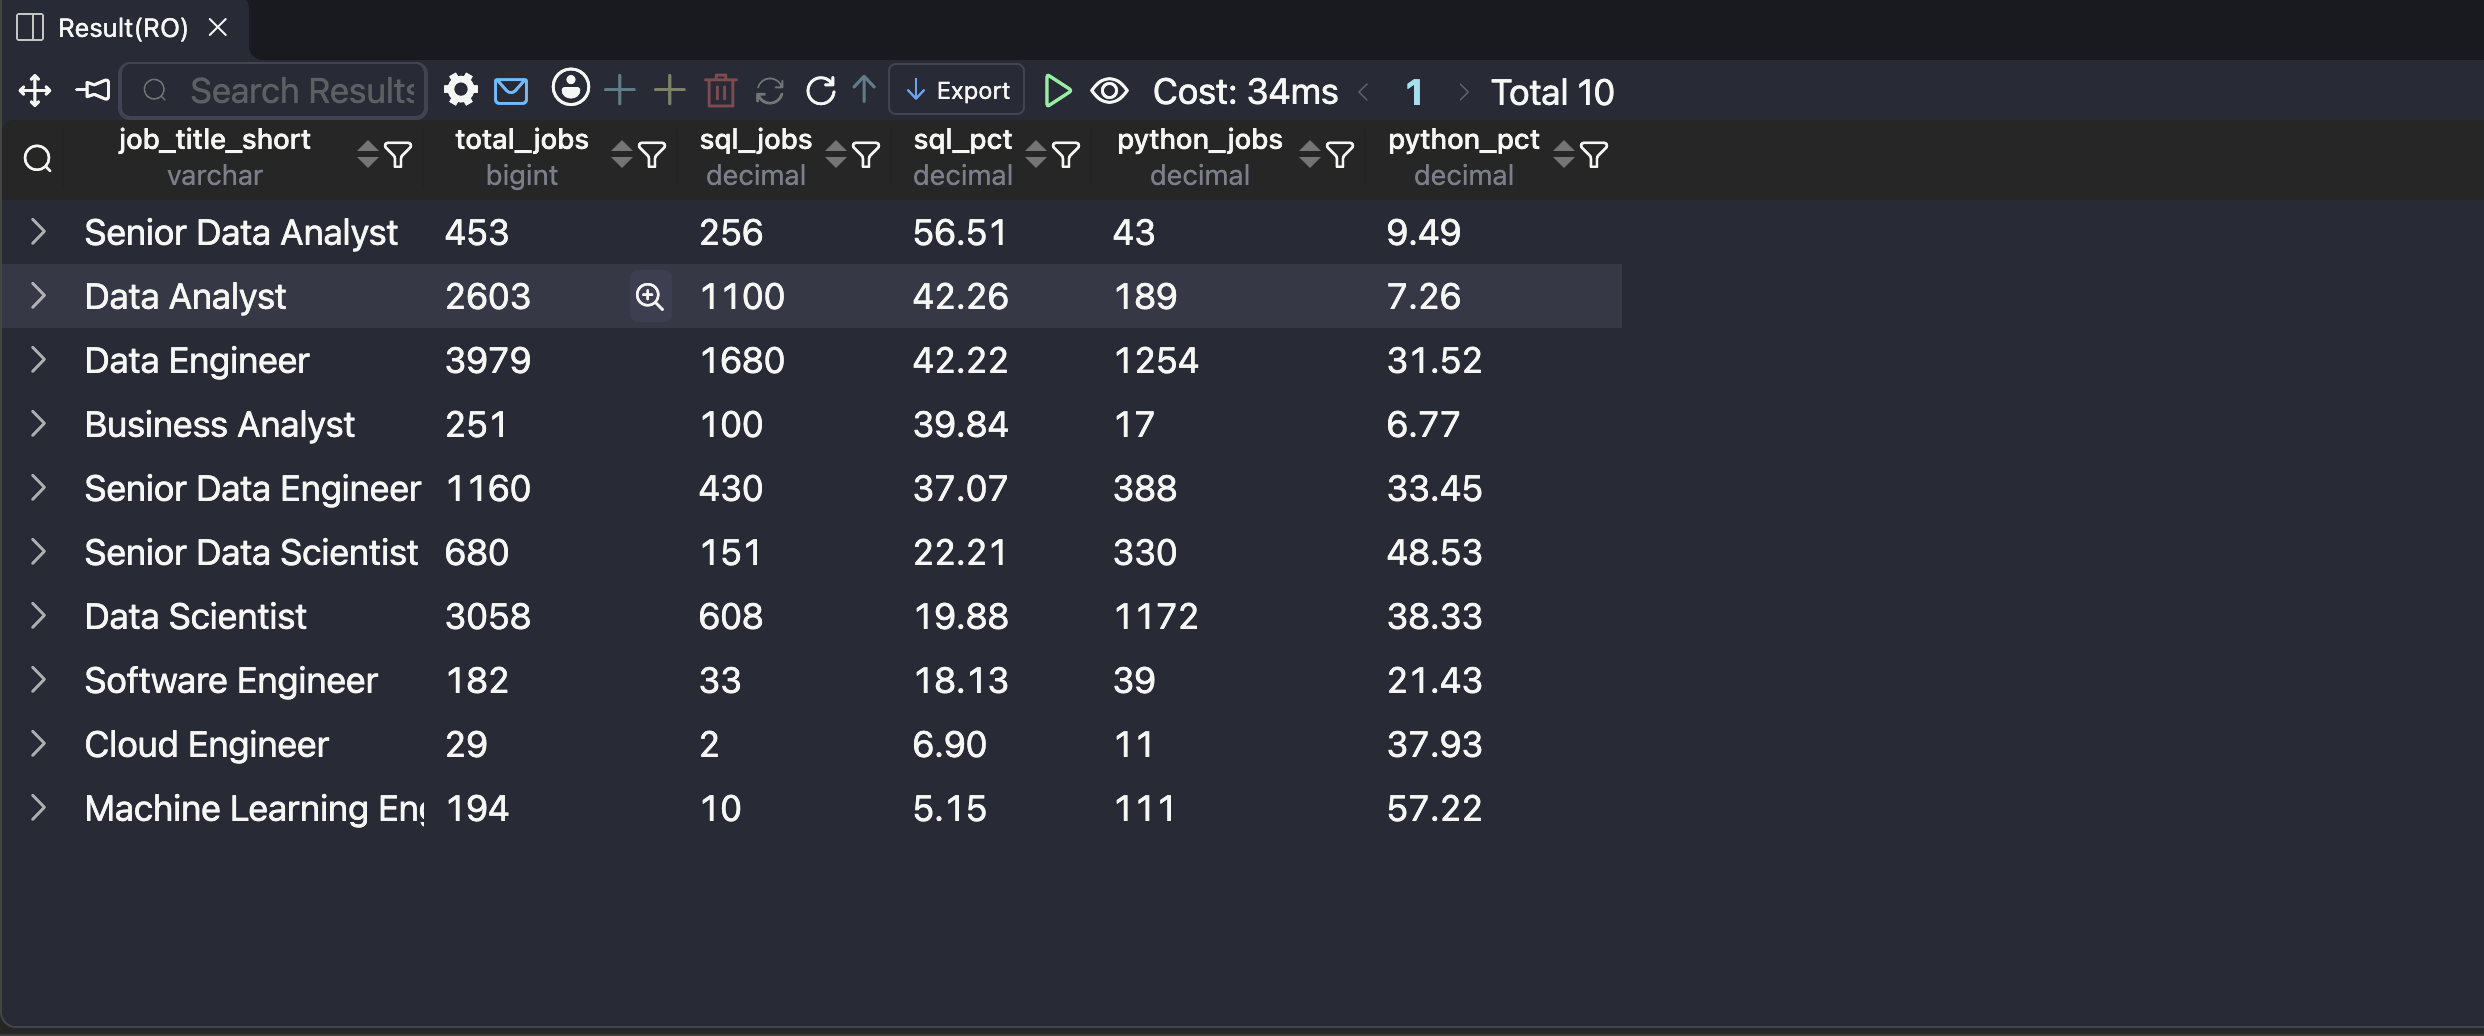 Result(RO)
Search Results Export Cost: 34ms 1 Total 10
job_title_short total_jobs sql_jobs sql_pct python_jobs python_pct
varchar bigint decimal decimal decimal decimal
Senior Data Analyst 453 256 56.51 43 9.49
Data Analyst 2603 1100 42.26 189 7.26
Data Engineer 3979 1680 42.22 1254 31.52
Business Analyst 251 100 39.84 17 6.77
Senior Data Engineer 1160 430 37.07 388 33.45
Senior Data Scientist 680 151 22.21 330 48.53
Data Scientist 3058 608 19.88 1172 38.33
Software Engineer 182 33 18.13 39 21.43
Cloud Engineer 29 2 6.90 11 37.93
Machine Learning Eng 194 10 5.15 111 57.22